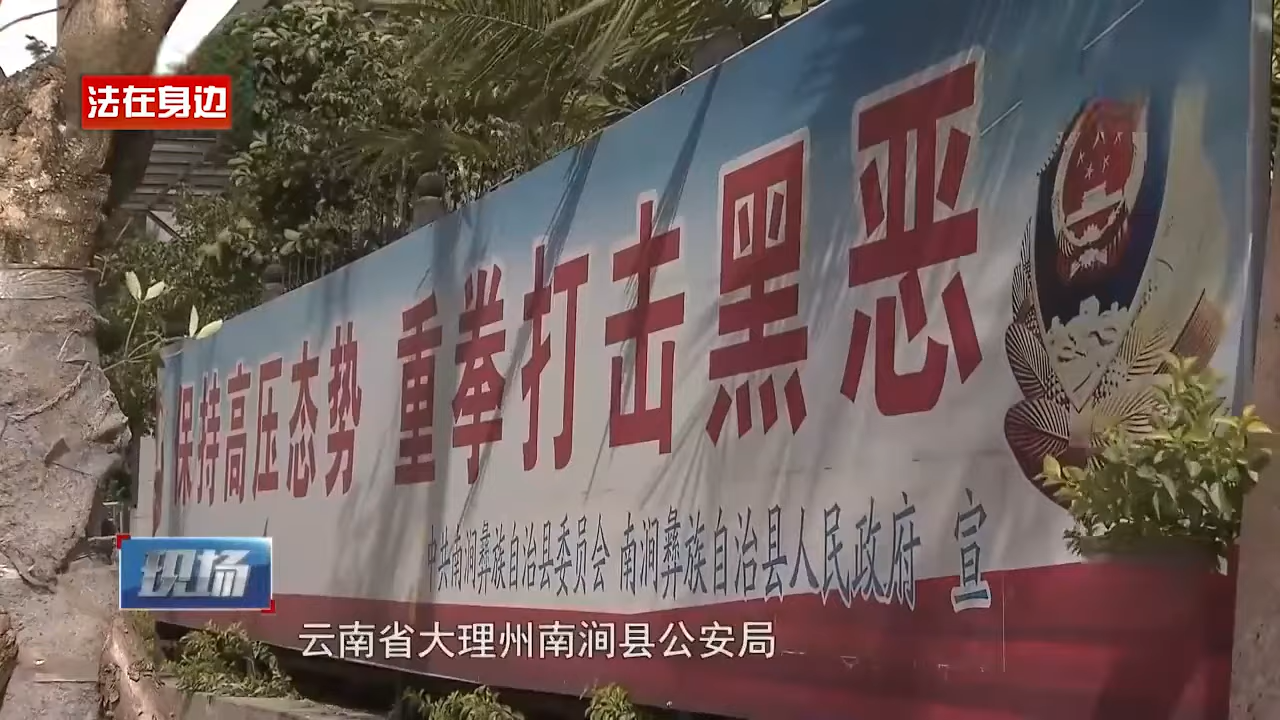 法在身边
保持高压态势 重拳打击黑恶
中共南涧彝族自治县委员会 南涧彝族自治县人民政府 宣
现场
云南省大理州南涧县公安局